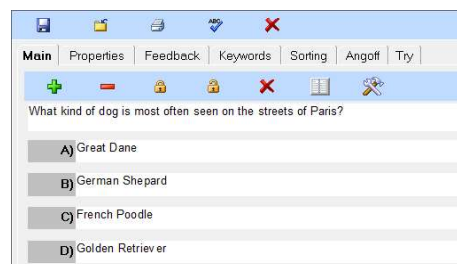 ABC
Main Properties Feedback Keywords Sorting Angoff Try
What kind of dog is most often seen on the streets of Paris?
A) Great Dane
B) German Shepard
C) French Poodle
D) Golden Retriever